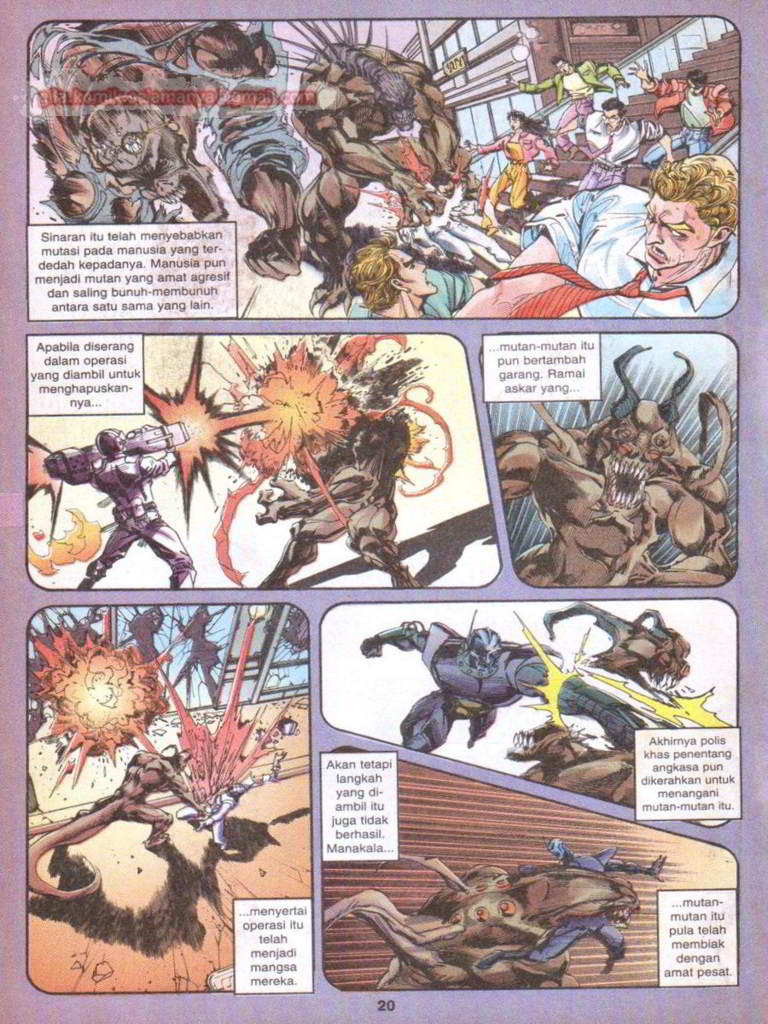 Sinaran itu telah menyebabkan
mutasi pada manusia yang ter-
dedah kepadanya. Manusia pun
menjadi mutan yang amat agresif
dan saling bunuh-membunuh
antara satu sama yang lain.
Apabila diserang
dalam operasi
yang diambil untuk
menghapuskan-
nya...
...mutan-mutan itu
pun bertambah
garang. Ramai
askar yang...
...menyertai
operasi itu
telah
menjadi
mangsa
mereka.
Akhirnya polis
khas penentang
angkasa pun
dikerahkan untuk
menangani
mutan-mutan itu.
Akan tetapi
langkah
yang di-
ambil itu
juga tidak
berhasil.
Manakala...
...mutan-
mutan itu
pula telah
membiak
dengan
amat pesat.
20